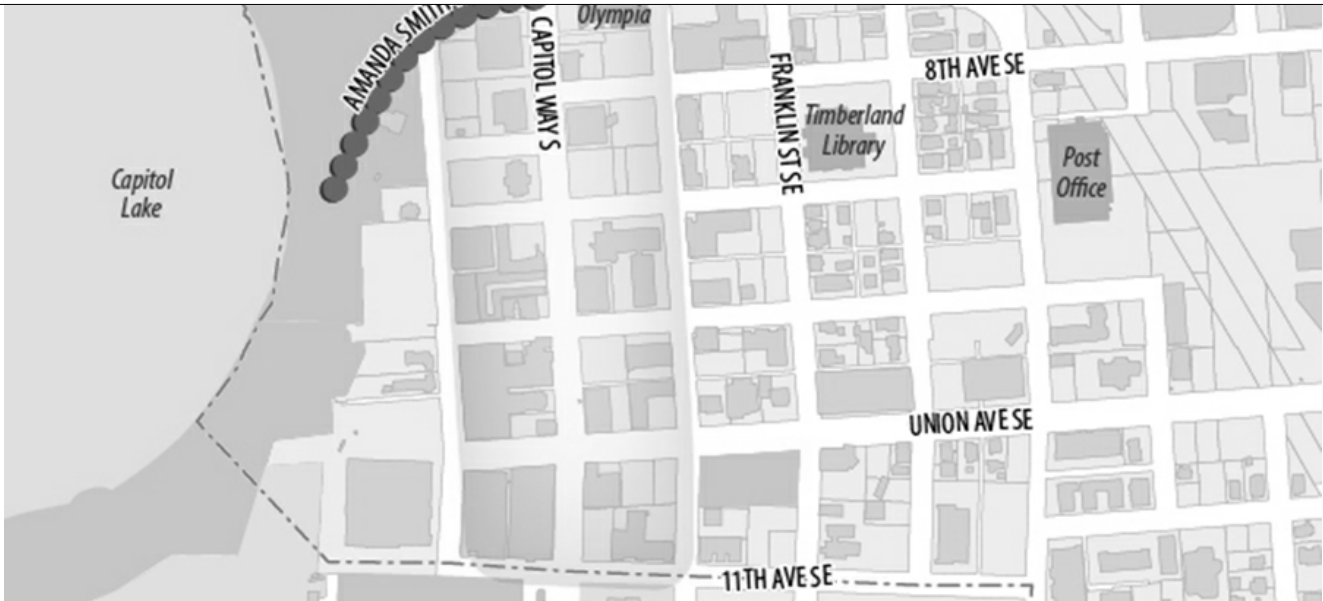 Olympia
AMANDA SMITH
CAPITOL WAY S
FRANKLIN ST SE
8TH AVE SE
Timberland
Library
Post
Office
Capitol
Lake
UNION AVE SE
11TH AVE SE